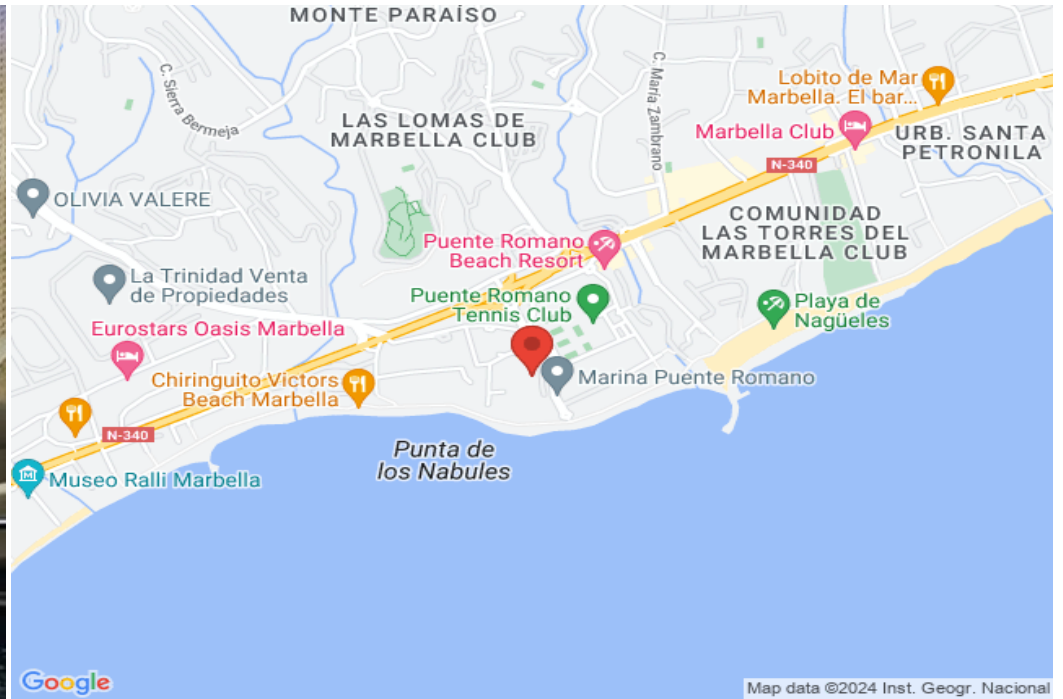 MONTE PARAÍSO
C. Sierra Bermeja
C. María Zambrano
Lobito de Mar
Marbella. El bar...
LAS LOMAS DE
MARBELLA CLUB
Marbella Club
URB. SANTA
PETRONILA
N-340
OLIVIA VALERE
COMUNIDAD
LAS TORRES DEL
MARBELLA CLUB
Puente Romano
Beach Resort
La Trinidad Venta
de Propiedades
Puente Romano
Tennis Club
Playa de
Nagüeles
Eurostars Oasis Marbella
Chiringuito Victors
Beach Marbella
Marina Puente Romano
N-340
Punta de
los Nabules
Museo Ralli Marbella
Google
Map data ©2024 Inst. Geogr. Nacional